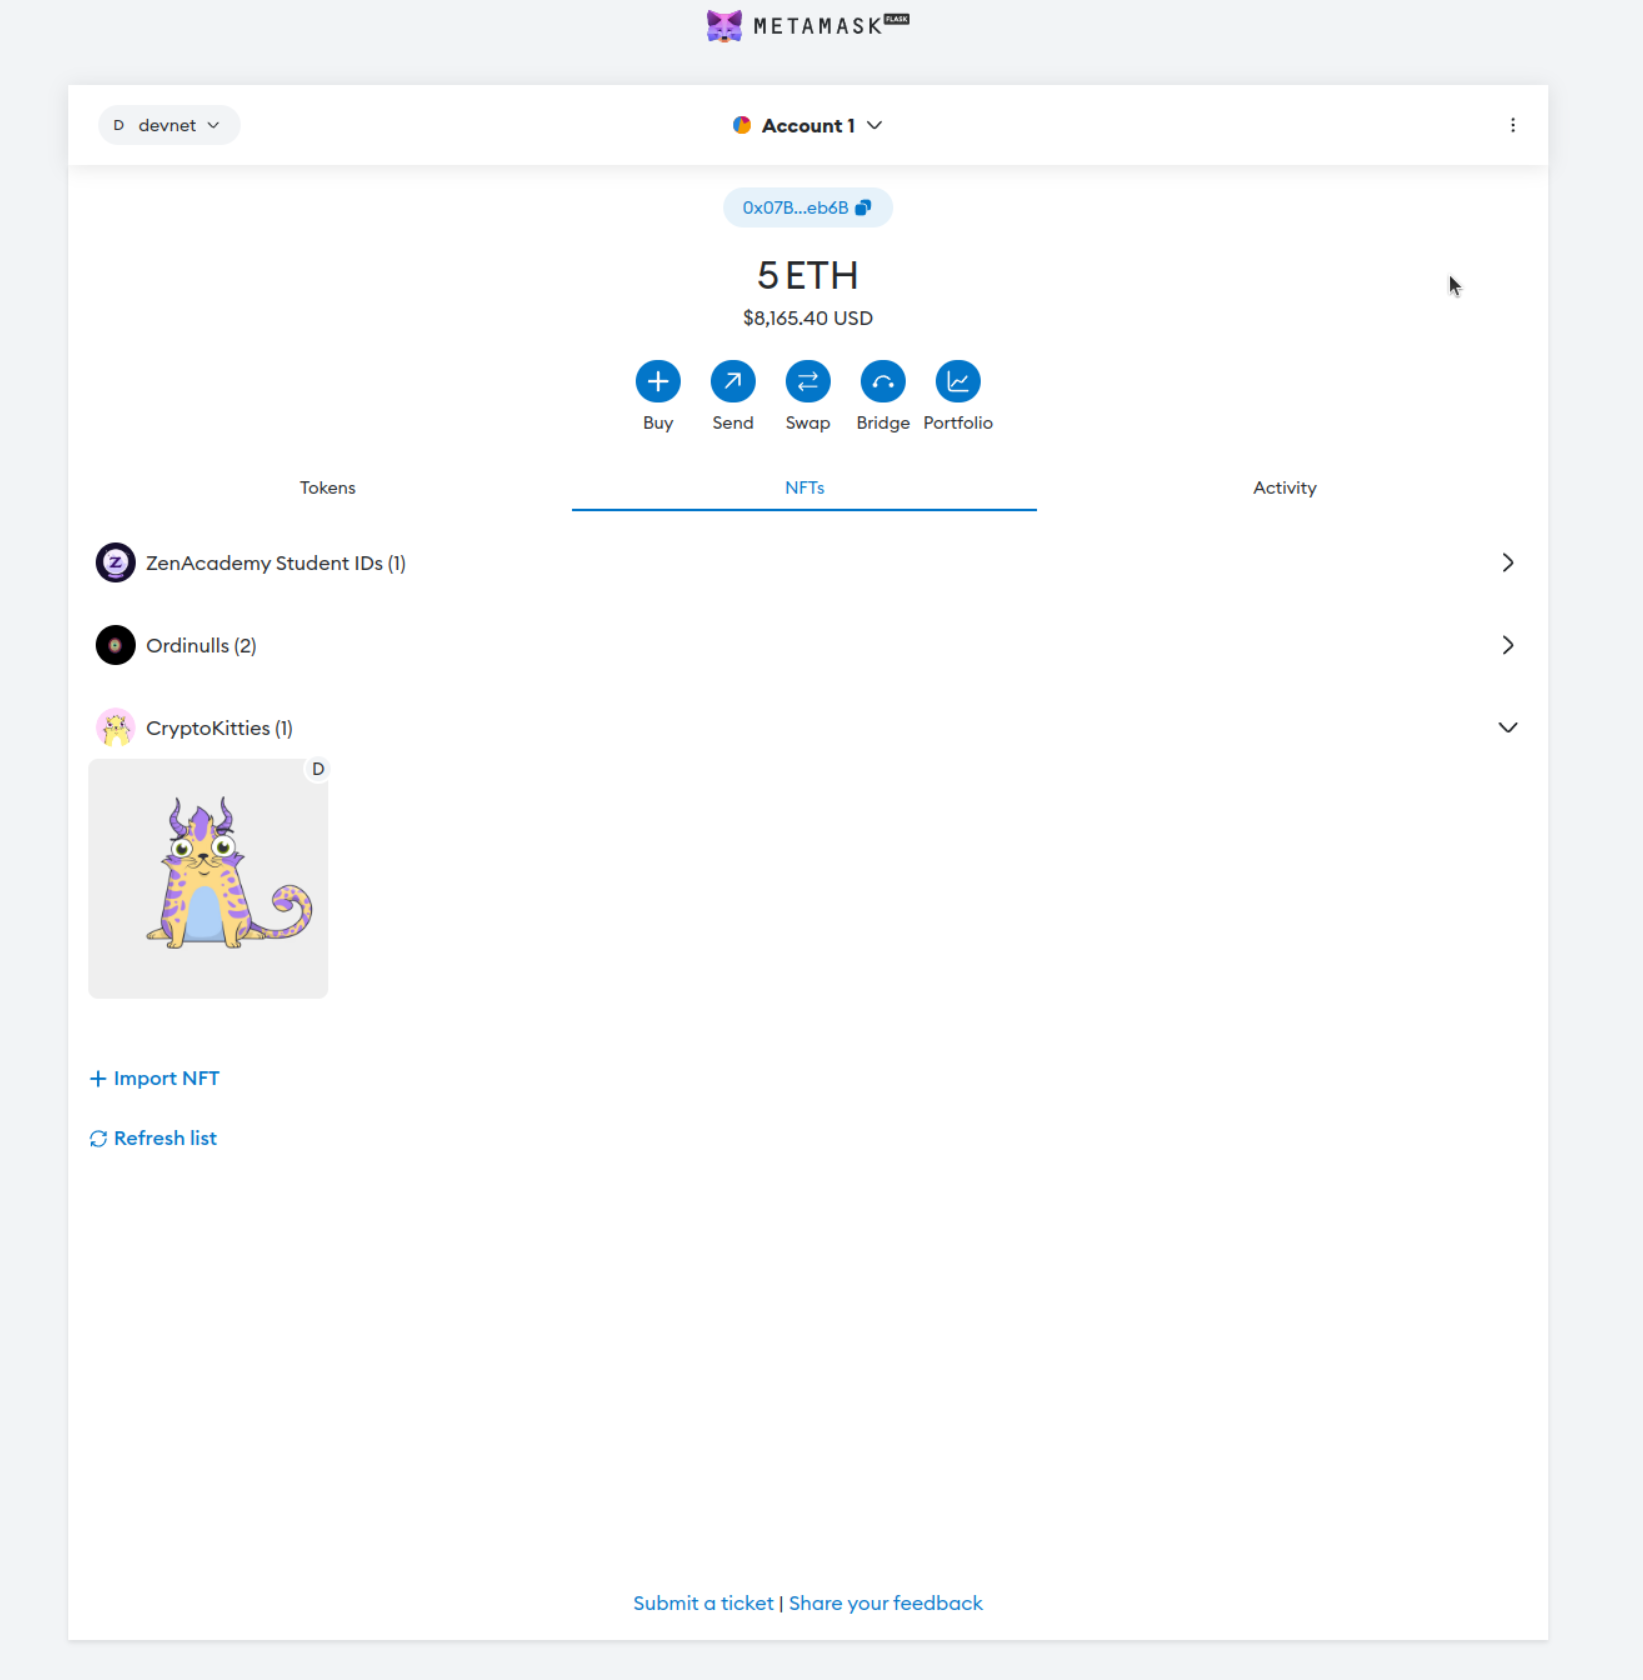 METAMASK FLASK
D devnet
Account 1
0x07B...eb6B
5 ETH
$8,165.40 USD
Buy Send Swap Bridge Portfolio
Tokens NFTs Activity
Z ZenAcademy Student IDs (1)
Ordinulls (2)
CryptoKitties (1)
D
Import NFT
Refresh list
Submit a ticket | Share your feedback